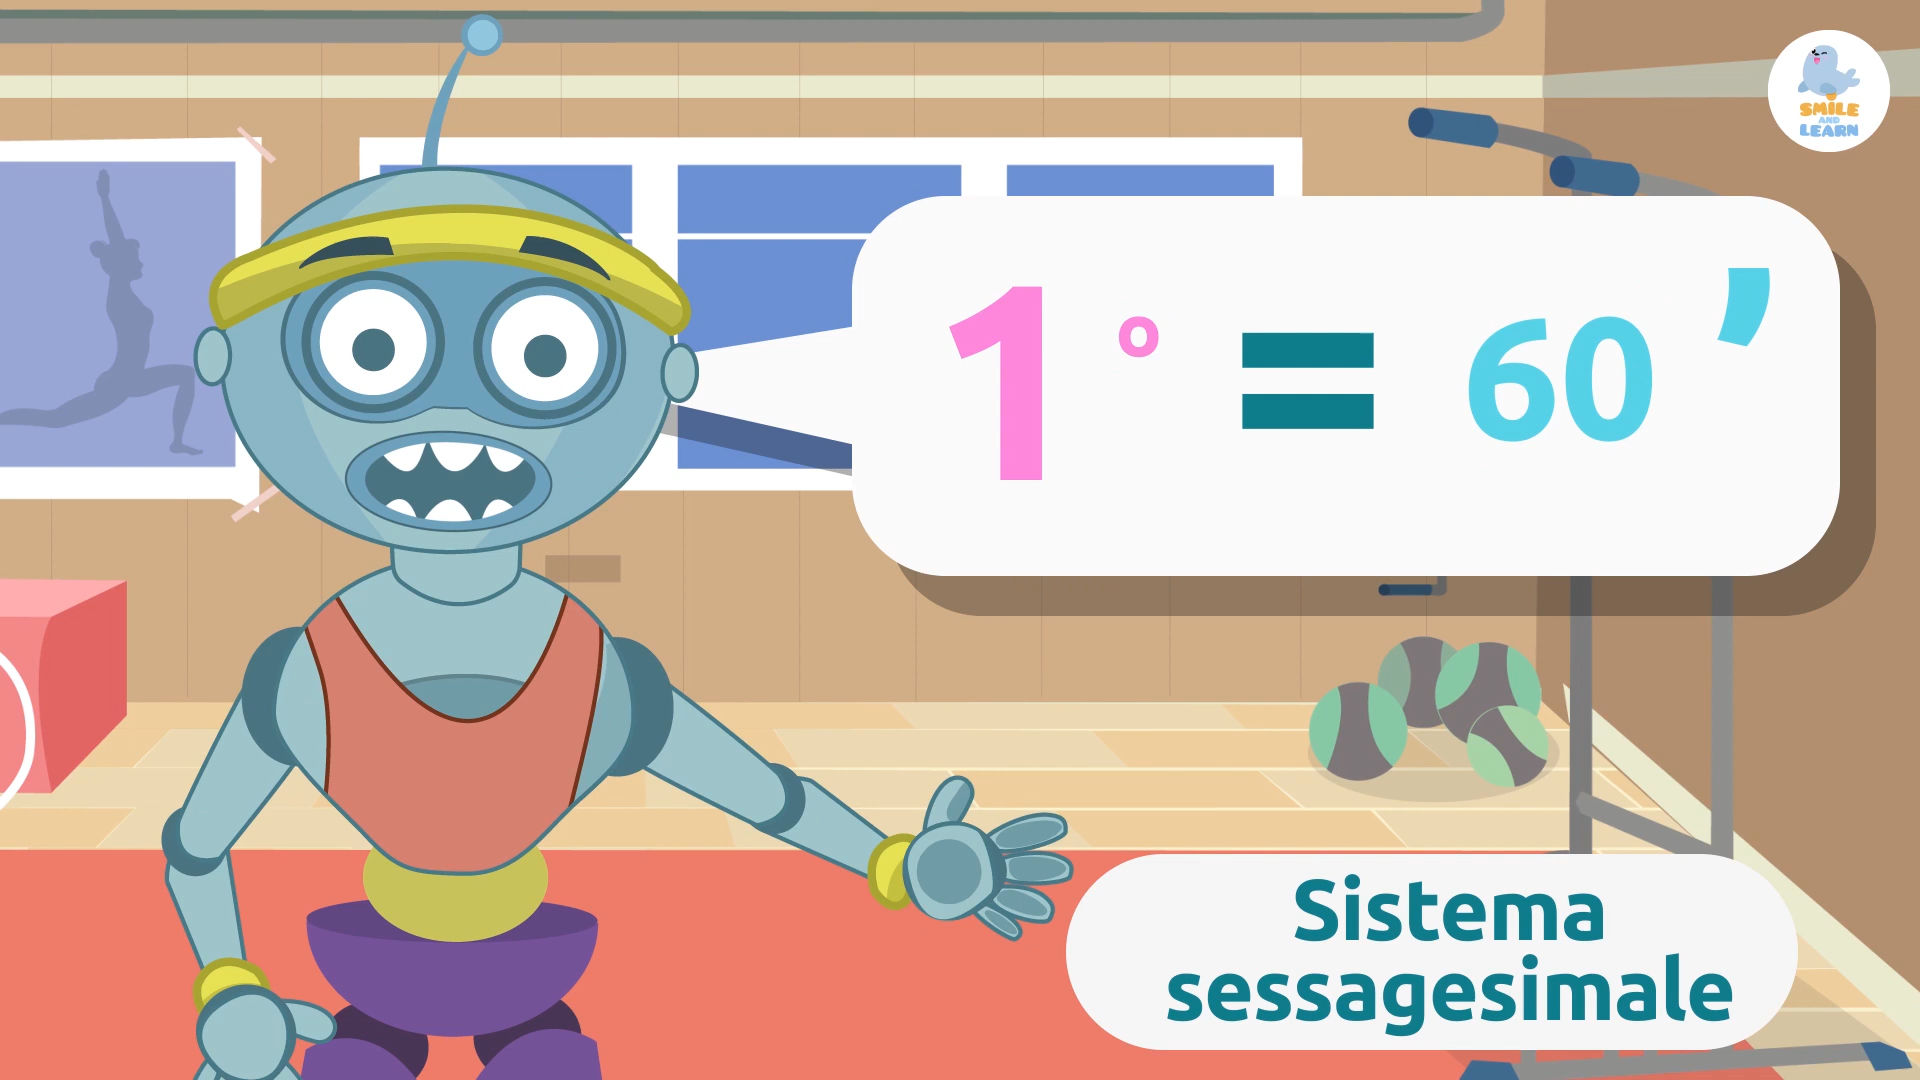 SMILE
AND
LEARN
1° = 60’
Sistema
sessagesimale